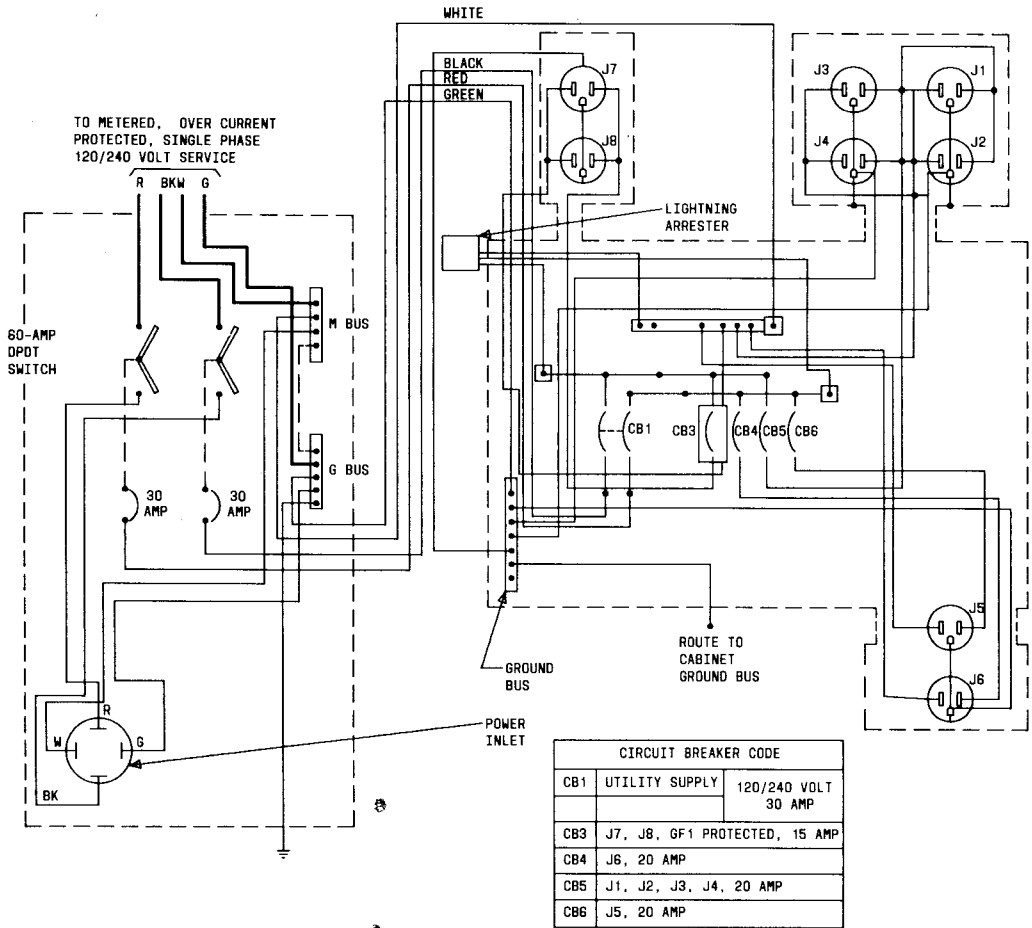 WHITE
BLACK
RED
GREEN
J7
J8
J3
J1
J4
J2
TO METERED, OVER CURRENT
PROTECTED, SINGLE PHASE
120/240 VOLT SERVICE
R BK W G
LIGHTNING
ARRESTER
60-AMP
DPDT
SWITCH
M BUS
G BUS
30
AMP
30
AMP
CB1
CB3
CB4
CB5
CB6
J5
J6
ROUTE TO
CABINET
GROUND BUS
GROUND
BUS
POWER
INLET
R
W
G
BK
CIRCUIT BREAKER CODE
CB1 UTILITY SUPPLY 120/240 VOLT
30 AMP
CB3 J7, J8, GF1 PROTECTED, 15 AMP
CB4 J6, 20 AMP
CB5 J1, J2, J3, J4, 20 AMP
CB6 J5, 20 AMP